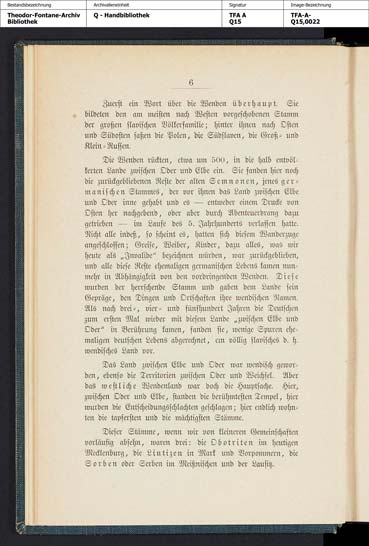 Bestandsbezeichnung Archivalieneinheit Signatur Image-Bezeichnung
Theodor-Fontane-Archiv Q - Handbibliothek TFA A TFA-A-
Bibliothek Q15 Q15,0022
6
Zuerst ein Wort über die Wenden überhaupt. Sie
bildeten den am meisten nach Westen vorgeschobenen Stamm
der großen slavischen Völkerfamilie; hinter ihnen nach Osten
und Südosten saßen die Polen, die Südslaven, die Groß- und
Klein-Russen.
Die Wenden rückten, etwa um 500, in die halb entvöl-
kerten Lande zwischen Oder und Elbe ein. Sie fanden hier noch
die zurückgebliebenen Reste der alten Semnonen, jenes ger-
manischen Stammes, der vor ihnen das Land zwischen Elbe
und Oder inne gehabt und es — entweder einem Drucke von
Osten her nachgebend, oder aber durch Abenteuerdrang dazu
getrieben — im Laufe des 5. Jahrhunderts verlassen hatte.
Nicht alle indeß, so scheint es, hatten sich diesem Wanderzuge
angeschlossen; Greise, Weiber, Kinder, dazu alles, was wir
heute als „Invalide“ bezeichnen würden, war zurückgeblieben,
und alle diese Reste ehemaligen germanischen Lebens kamen nun-
mehr in Abhängigkeit von den vordringenden Wenden. Diese
wurden der herrschende Stamm und gaben dem Lande sein
Gepräge, den Dingen und Ortschaften ihre wendischen Namen.
Als nach drei-, vier- und fünfhundert Jahren die Deutschen
zum ersten Mal wieder mit diesem Lande „zwischen Elbe und
Oder“ in Berührung kamen, fanden sie, wenige Spuren ehe-
maligen deutschen Lebens abgerechnet, ein völlig slavisches d. h.
wendisches Land vor.
Das Land zwischen Elbe und Oder war wendisch gewor-
den, ebenso die Territorien zwischen Oder und Weichsel. Aber
das westliche Wendenland war doch die Hauptsache. Hier,
zwischen Oder und Elbe, standen die berühmtesten Tempel, hier
wurden die Entscheidungsschlachten geschlagen; hier endlich wohn-
ten die tapfersten und die mächtigsten Stämme.
Dieser Stämme, wenn wir von kleineren Gemeinschaften
vorläufig absehn, waren drei: die Obotriten im heutigen
Mecklenburg, die Liutizen in Mark und Vorpommern, die
Sorben oder Serben im Meißnischen und der Lausitz.